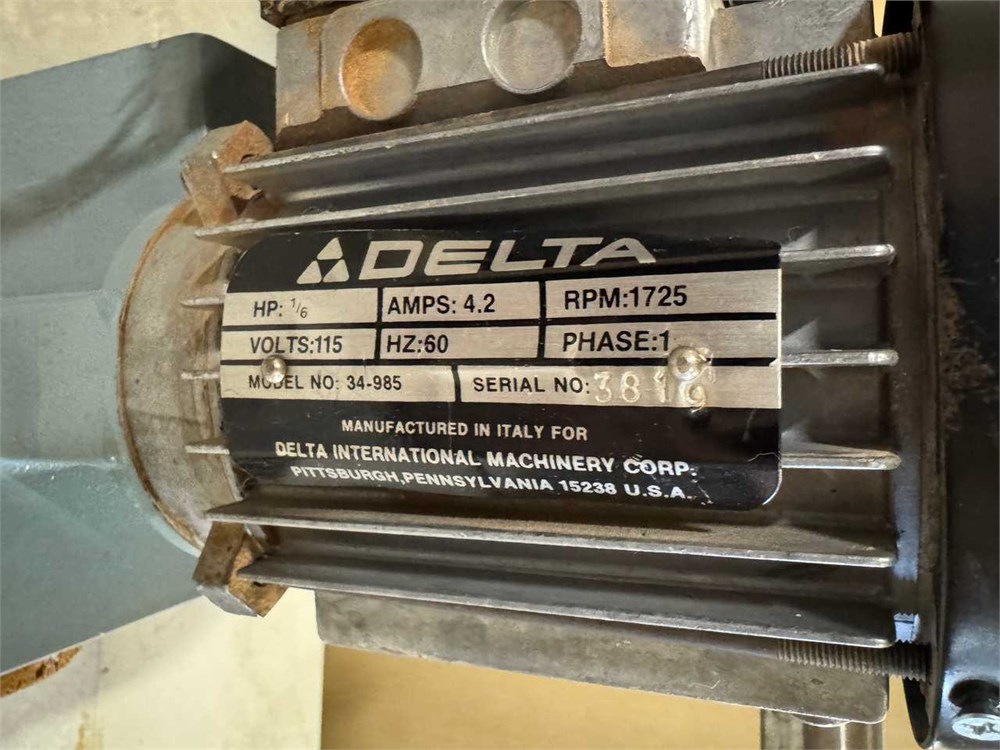 DELTA
HP: 1/6 AMPS: 4.2 RPM:1725
VOLTS:115 HZ:60 PHASE:1
MODEL NO: 34-985 SERIAL NO: 3819
MANUFACTURED IN ITALY FOR
DELTA INTERNATIONAL MACHINERY CORP.
PITTSBURGH,PENNSYLVANIA 15238 U.S.A.